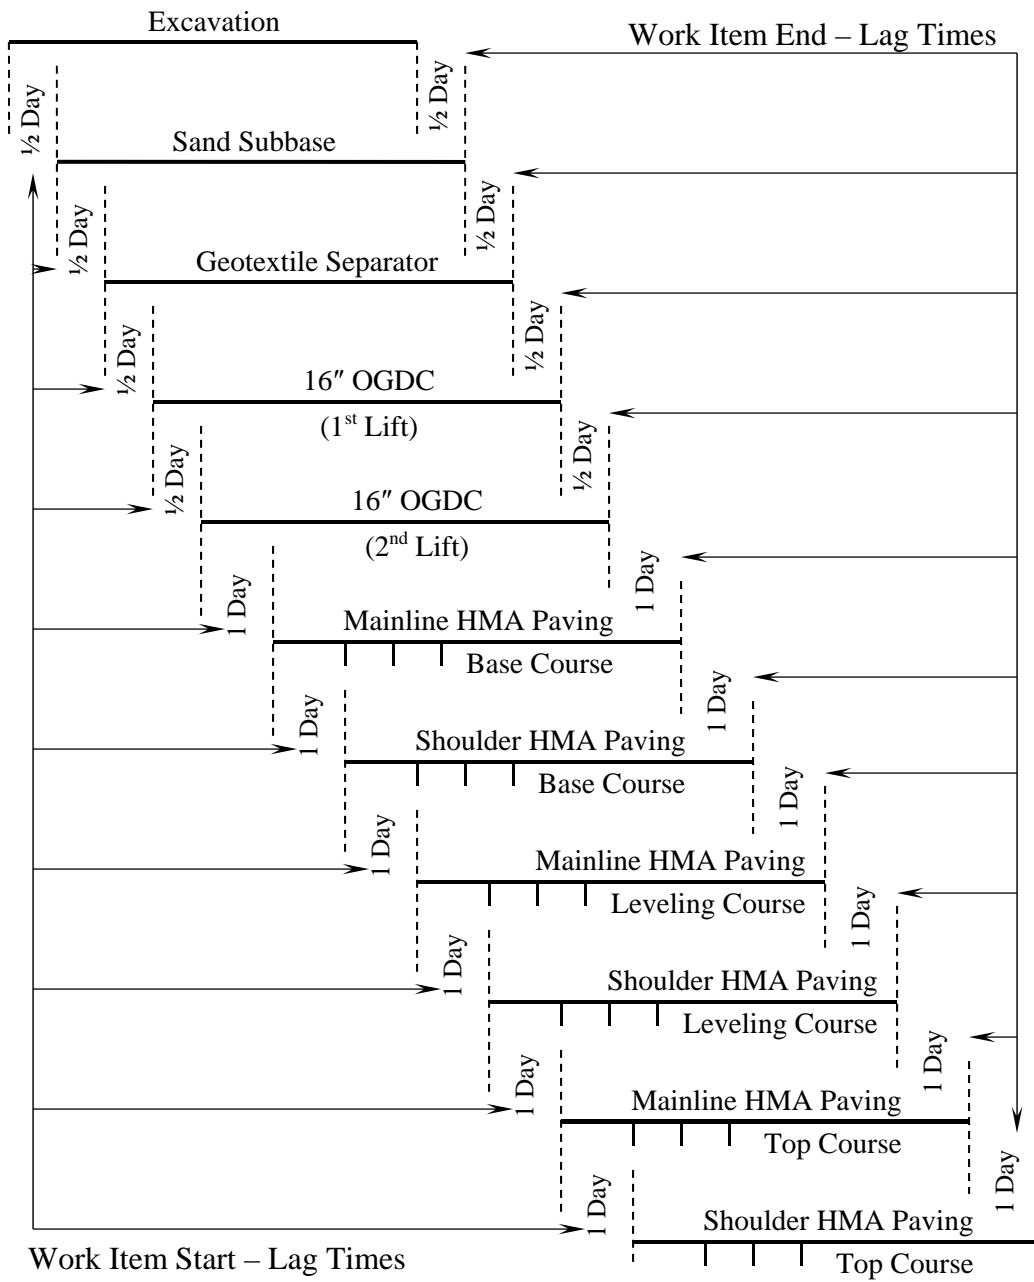 Excavation
Work Item End – Lag Times
½ Day
½ Day
Sand Subbase
½ Day
½ Day
Geotextile Separator
½ Day
½ Day
16″ OGDC
(1st Lift)
½ Day
½ Day
16″ OGDC
(2nd Lift)
1 Day
1 Day
Mainline HMA Paving
Base Course
1 Day
1 Day
Shoulder HMA Paving
Base Course
1 Day
1 Day
Mainline HMA Paving
Leveling Course
1 Day
1 Day
Shoulder HMA Paving
Leveling Course
1 Day
1 Day
Mainline HMA Paving
Top Course
1 Day
1 Day
Shoulder HMA Paving
Top Course
Work Item Start – Lag Times